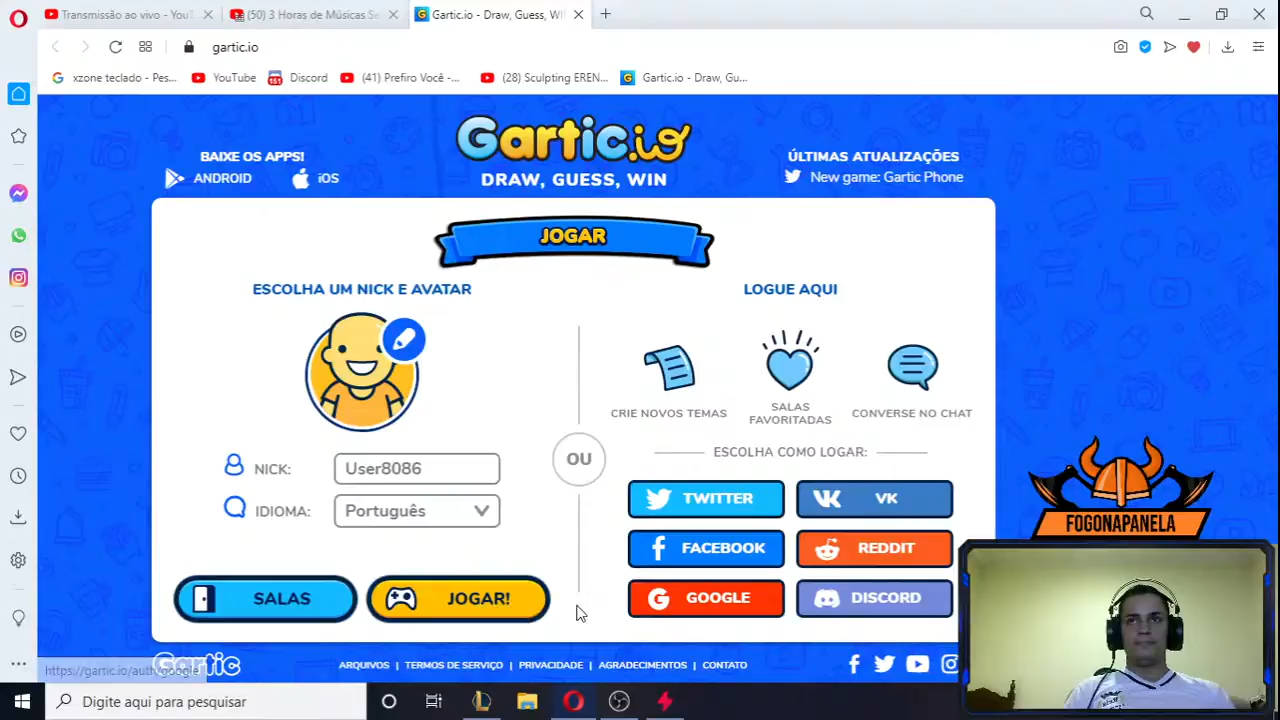 Transmissão ao vivo - YouT
(50) 3 Horas de Músicas Se
Gartic.io - Draw, Guess, WI
gartic.io
xzone teclado - Pes...
YouTube
151
Discord
(41) Prefiro Você -...
(28) Sculpting EREN...
Gartic.io - Draw, Gu...
Gartic.io
DRAW, GUESS, WIN
BAIXE OS APPS!
ANDROID
iOS
ÚLTIMAS ATUALIZAÇÕES
New game: Gartic Phone
JOGAR
ESCOLHA UM NICK E AVATAR
NICK:
User8086
IDIOMA:
Português
SALAS
JOGAR!
OU
LOGUE AQUI
CRIE NOVOS TEMAS
SALAS
FAVORITADAS
CONVERSE NO CHAT
ESCOLHA COMO LOGAR:
TWITTER
VK
FACEBOOK
REDDIT
GOOGLE
DISCORD
FOGONAPANELA
Gartic
https://gartic.io/auth/google
ARQUIVOS | TERMOS DE SERVIÇO | PRIVACIDADE | AGRADECIMENTOS | CONTATO
Digite aqui para pesquisar